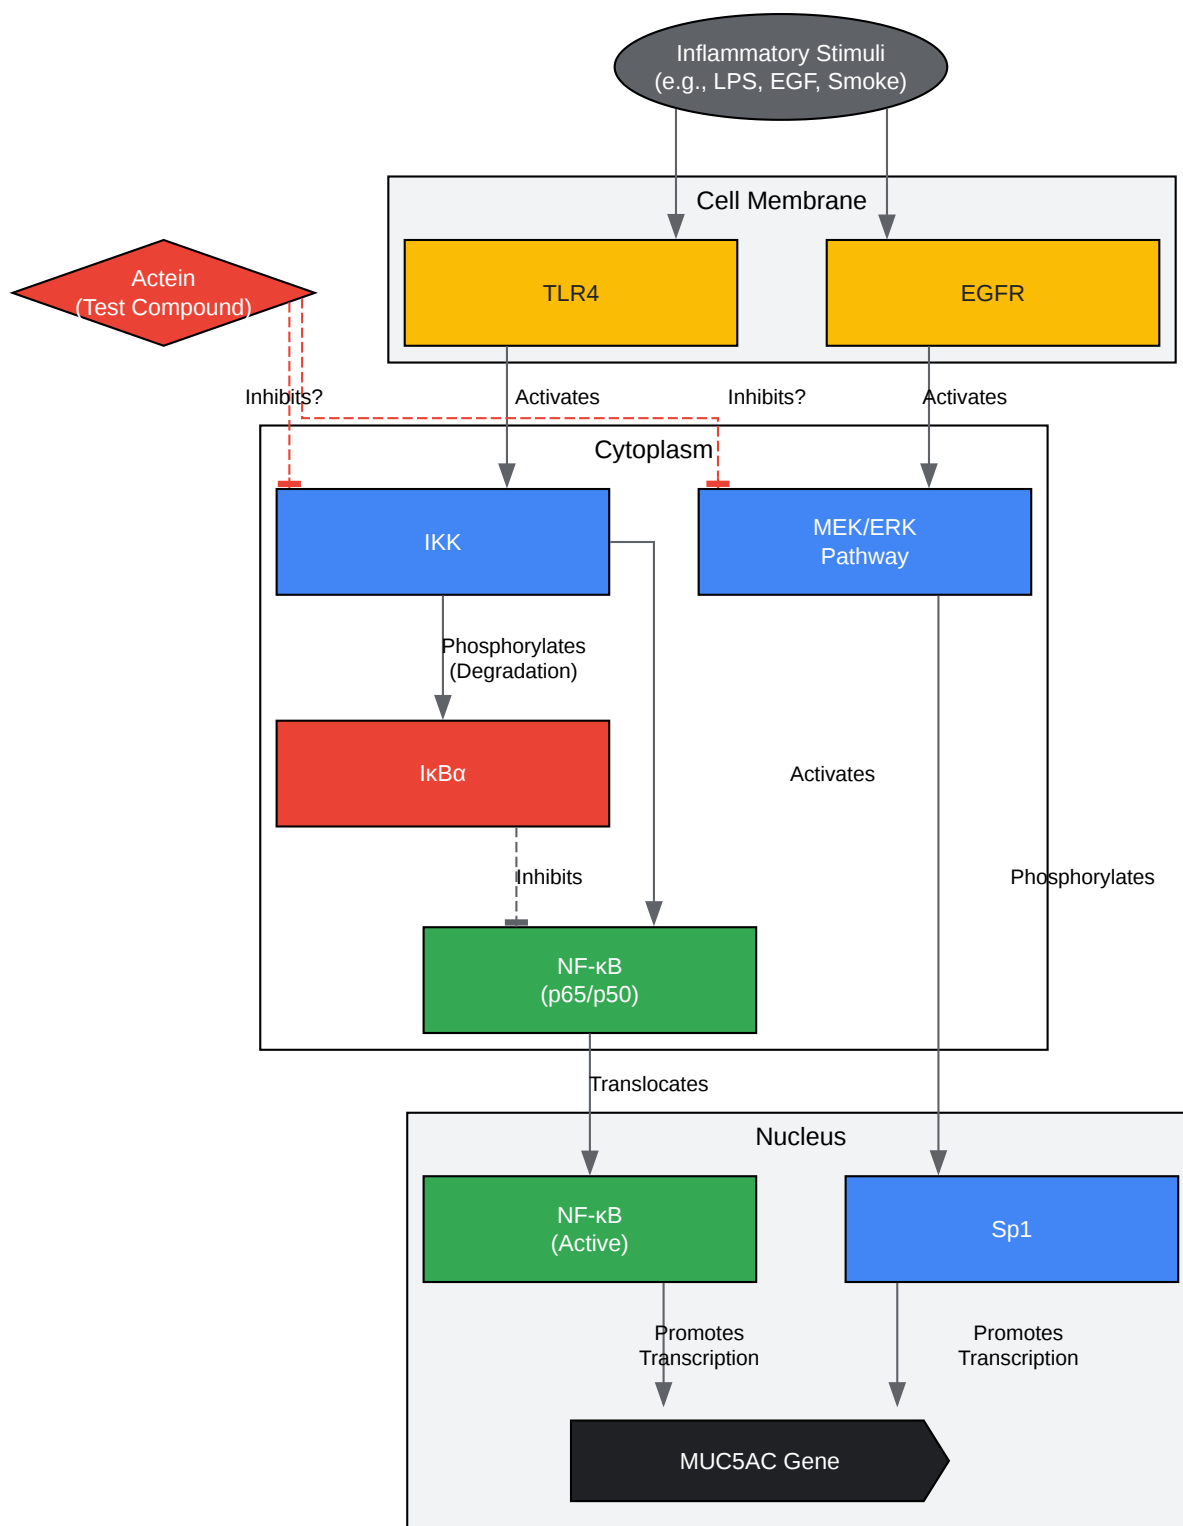 Inflammatory Stimuli
(e.g., LPS, EGF, Smoke)
Cell Membrane
Actein
(Test Compound)
TLR4
EGFR
Inhibits?
Activates
Inhibits?
Activates
Cytoplasm
IKK
MEK/ERK
Pathway
Phosphorylates
(Degradation)
IκBα
Activates
Inhibits
Phosphorylates
NF-κB
(p65/p50)
Translocates
Nucleus
NF-κB
(Active)
Sp1
Promotes
Transcription
Promotes
Transcription
MUC5AC Gene